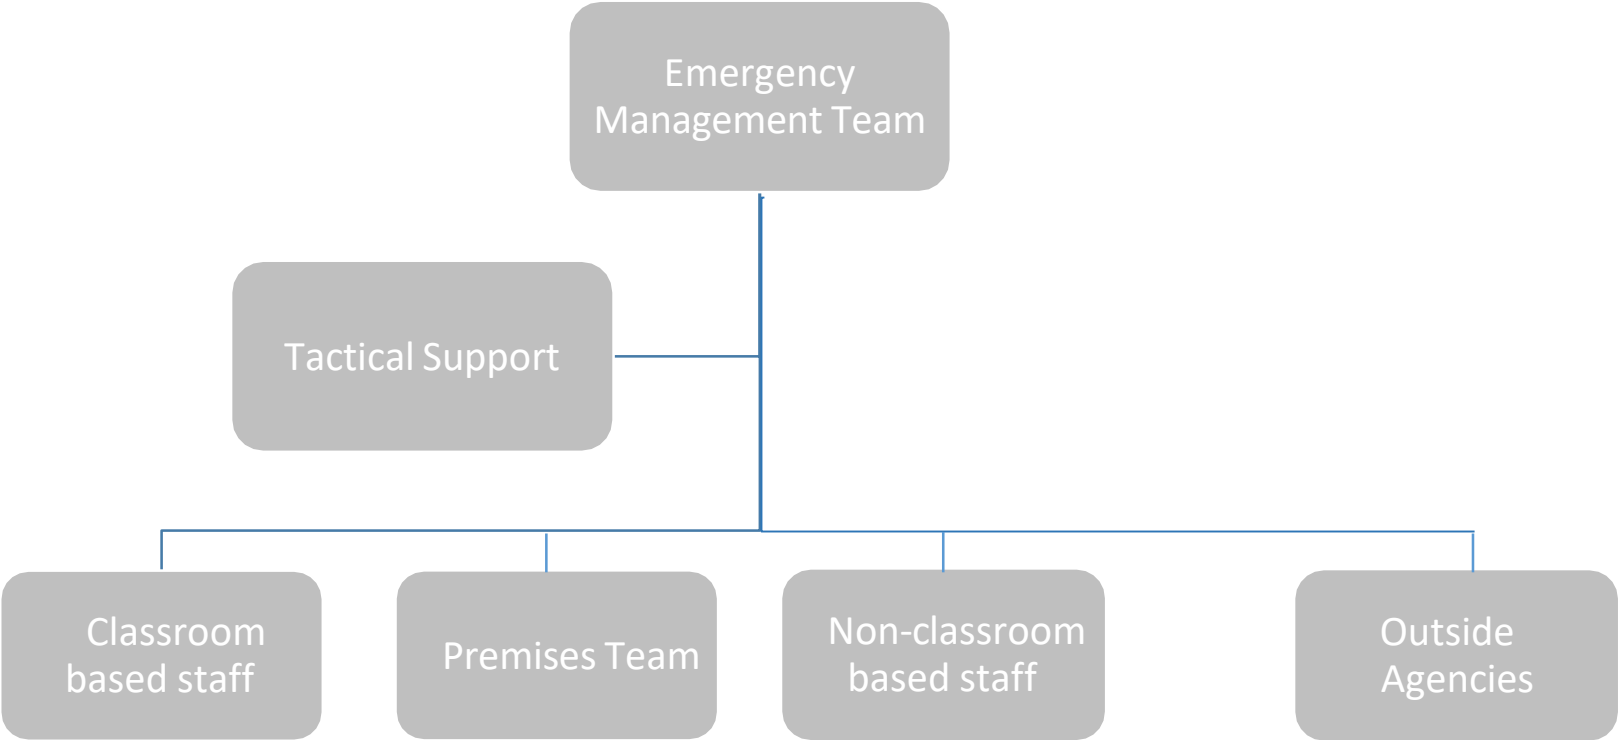 Emergency
Management Team
Tactical Support
Classroom
based staff
Premises Team
Non-classroom
based staff
Outside
Agencies